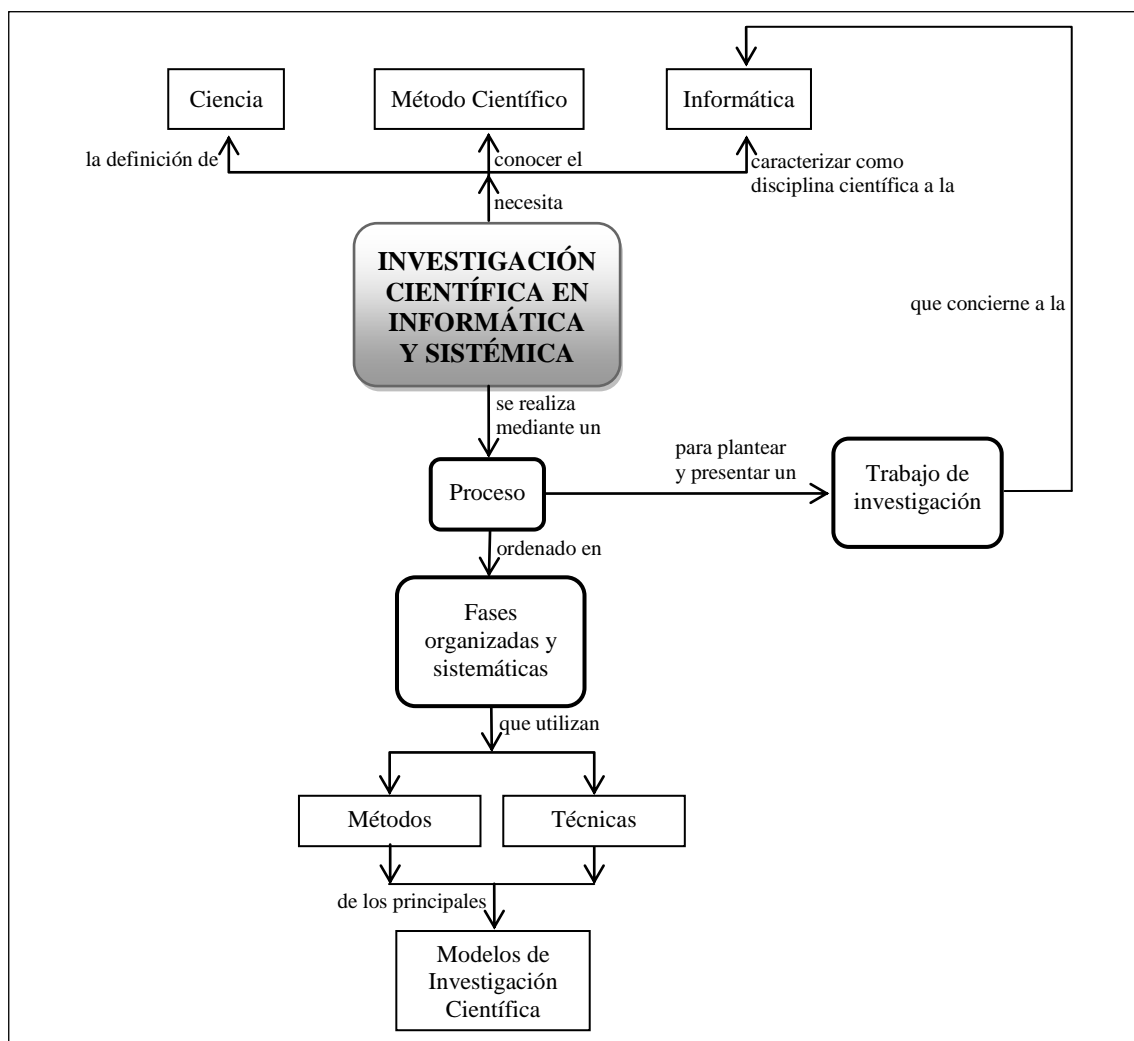 Ciencia
Método Científico
Informática
la definición de
conocer el
caracterizar como
disciplina científica a la
necesita
INVESTIGACIÓN
CIENTÍFICA EN
INFORMÁTICA
Y SISTÉMICA
que concierne a la
se realiza
mediante un
para plantear
y presentar un
Trabajo de
investigación
Proceso
ordenado en
Fases
organizadas y
sistemáticas
que utilizan
Métodos
Técnicas
de los principales
Modelos de
Investigación
Científica